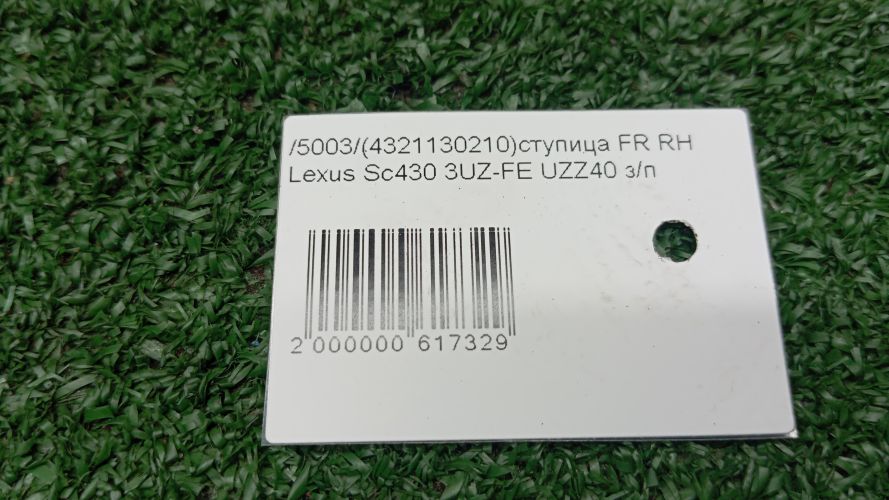 /5003/(4321130210)ступица FR RH
Lexus Sc430 3UZ-FE UZZ40 з/п
2 000000 617329